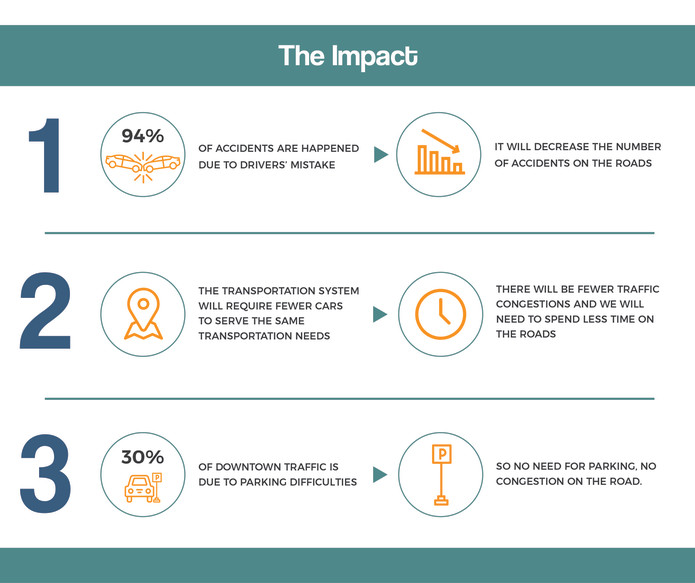 The Impact
1
94%
OF ACCIDENTS ARE HAPPENED
DUE TO DRIVERS' MISTAKE
IT WILL DECREASE THE NUMBER
OF ACCIDENTS ON THE ROADS
2
THE TRANSPORTATION SYSTEM
WILL REQUIRE FEWER CARS
TO SERVE THE SAME
TRANSPORTATION NEEDS
THERE WILL BE FEWER TRAFFIC
CONGESTIONS AND WE WILL
NEED TO SPEND LESS TIME ON
THE ROADS
3
30%
P
OF DOWNTOWN TRAFFIC IS
DUE TO PARKING DIFFICULTIES
P
SO NO NEED FOR PARKING, NO
CONGESTION ON THE ROAD.